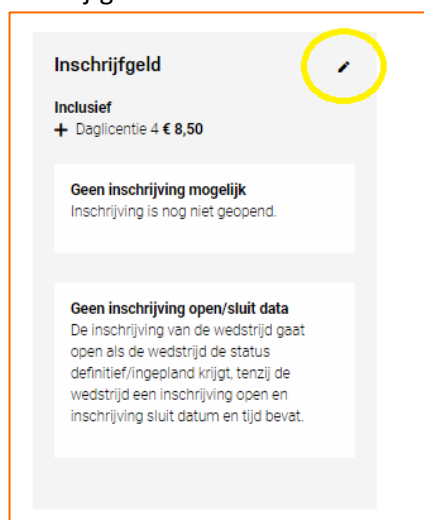 Inschrijfgeld
Inclusief
+ Daglicentie 4 € 8,50
Geen inschrijving mogelijk
Inschrijving is nog niet geopend.
Geen inschrijving open/sluit data
De inschrijving van de wedstrijd gaat
open als de wedstrijd de status
definitief/ingepland krijgt, tenzij de
wedstrijd een inschrijving open en
inschrijving sluit datum en tijd bevat.